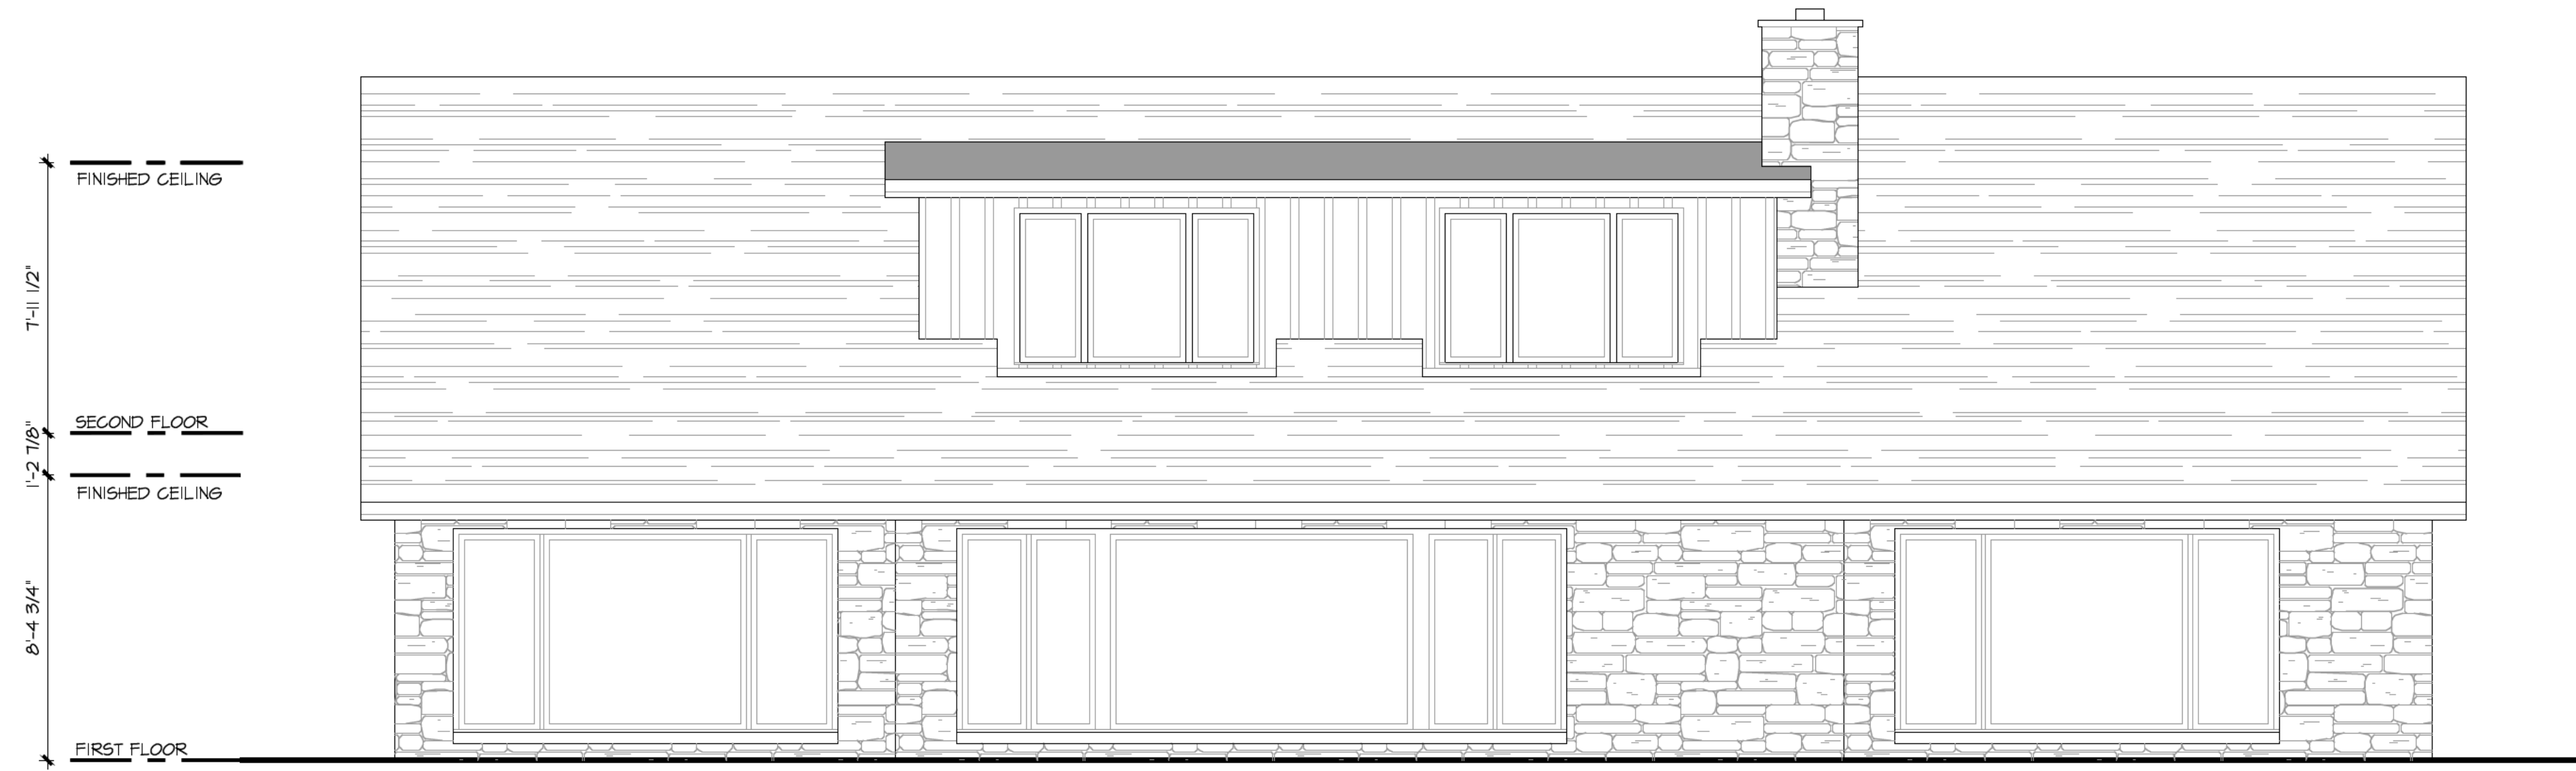 FINISHED CEILING
7'-11 1/2"
SECOND FLOOR
1'-2 7/8"
FINISHED CEILING
8'-4 3/4"
FIRST FLOOR